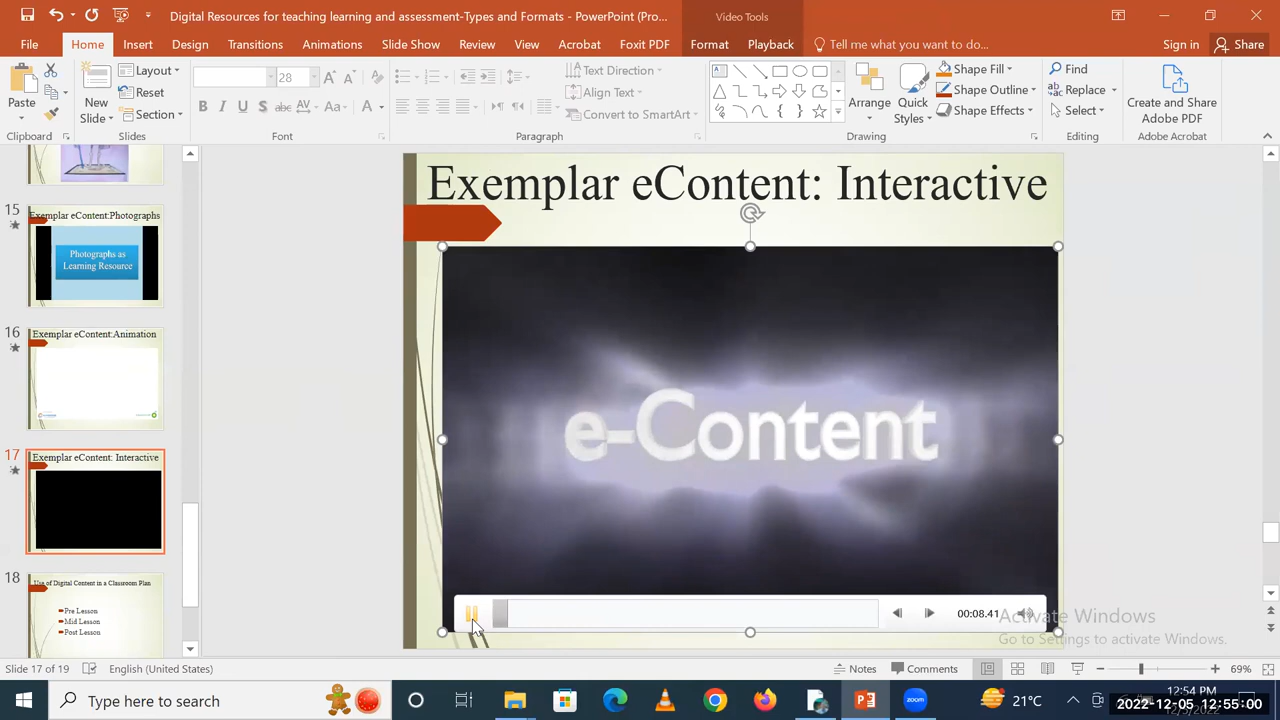 Digital Resources for teaching learning and assessment-Types and Formats - PowerPoint (Pro...
Video Tools
File Home Insert Design Transitions Animations Slide Show Review View Acrobat Foxit PDF Format Playback Tell me what you want to do... Sign in Share
Paste
New
Slide
Layout
Reset
Section
28
B I U S abc AV Aa A
Text Direction
Align Text
Convert to SmartArt
Arrange
Quick
Styles
Shape Fill
Shape Outline
Shape Effects
Find
Replace
Select
Create and Share
Adobe PDF
Clipboard Slides Font Paragraph Drawing Editing Adobe Acrobat
15
Exemplar eContent:Photographs
Photographs as
Learning Resource
16
Exemplar eContent:Animation
17
Exemplar eContent: Interactive
18
Use of Digital Content in a Classroom Plan
Pre Lesson
Mid Lesson
Post Lesson
Exemplar eContent: Interactive
e-Content
00:08.41
Activate Windows
Go to Settings to activate Windows.
Slide 17 of 19 English (United States) Notes Comments 69%
Type here to search
zoom
21°C
12:54 PM
2022-12-05, 12:55:00